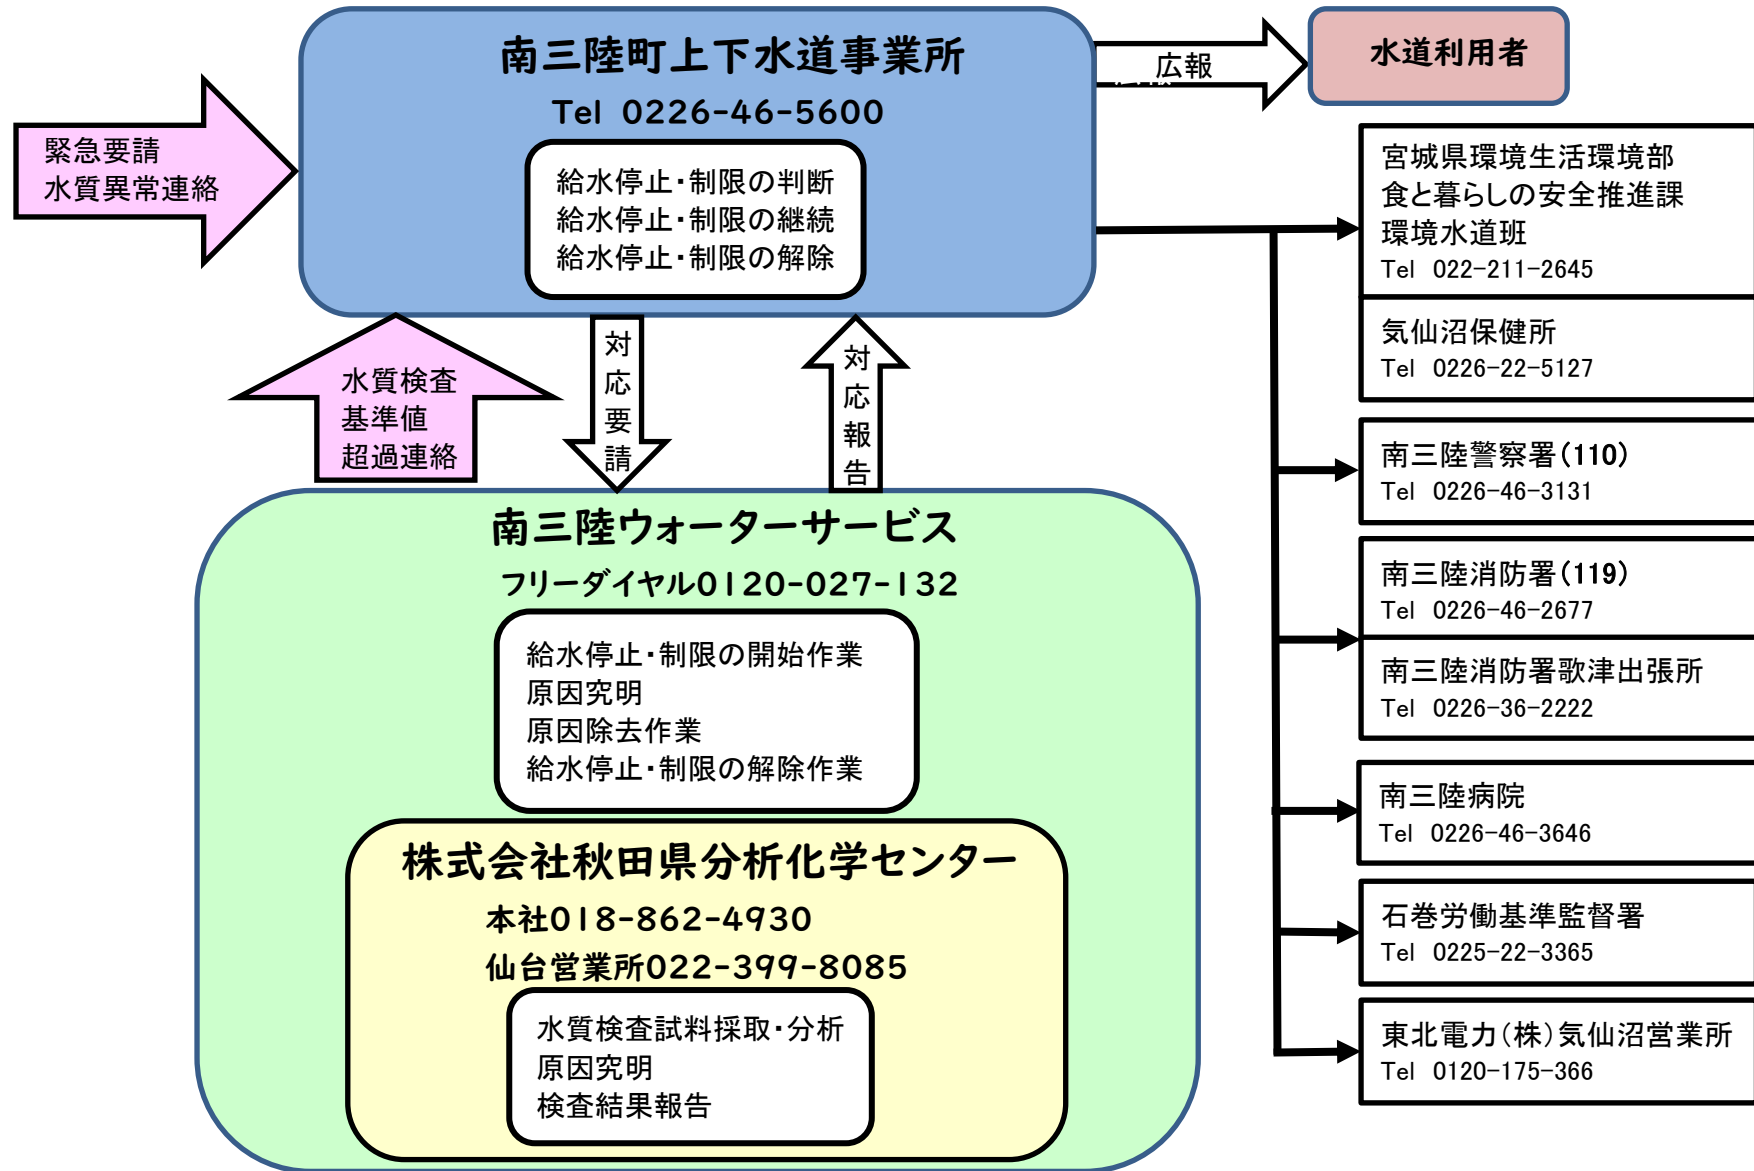 南三陸町上下水道事業所
Tel 0226-46-5600
緊急要請
水質異常連絡
給水停止・制限の判断
給水停止・制限の継続
給水停止・制限の解除
広報
水道利用者
宮城県環境生活環境部
食と暮らしの安全推進課
環境水道班
Tel 022-211-2645
気仙沼保健所
Tel 0226-22-5127
南三陸警察署(110)
Tel 0226-46-3131
南三陸消防署(119)
Tel 0226-46-2677
南三陸消防署歌津出張所
Tel 0226-36-2222
南三陸病院
Tel 0226-46-3646
石巻労働基準監督署
Tel 0225-22-3365
東北電力(株)気仙沼営業所
Tel 0120-175-366
水質検査
基準値
超過連絡
対応要請
対応報告
南三陸ウォーターサービス
フリーダイヤル0120-027-132
給水停止・制限の開始作業
原因究明
原因除去作業
給水停止・制限の解除作業
株式会社秋田県分析化学センター
本社018-862-4930
仙台営業所022-399-8085
水質検査試料採取・分析
原因究明
検査結果報告